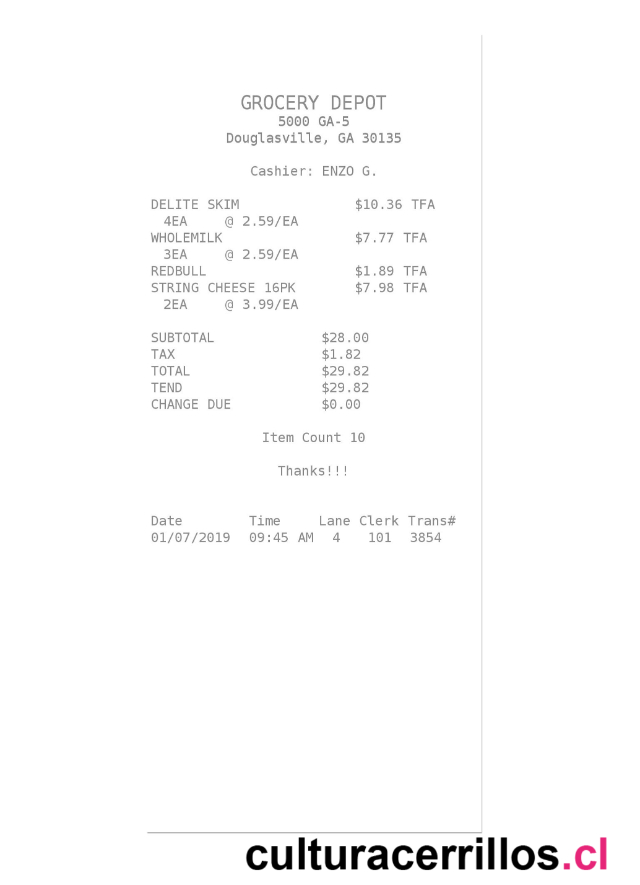 GROCERY DEPOT
5000 GA-5
Douglasville, GA 30135
Cashier: ENZO G.
DELITE SKIM $10.36 TFA
4EA @ 2.59/EA
WHOLEMILK $7.77 TFA
3EA @ 2.59/EA
REDBULL $1.89 TFA
STRING CHEESE 16PK $7.98 TFA
2EA @ 3.99/EA
SUBTOTAL $28.00
TAX $1.82
TOTAL $29.82
TEND $29.82
CHANGE DUE $0.00
Item Count 10
Thanks!!!
Date Time Lane Clerk Trans#
01/07/2019 09:45 AM 4 101 3854
culturacerrillos.cl